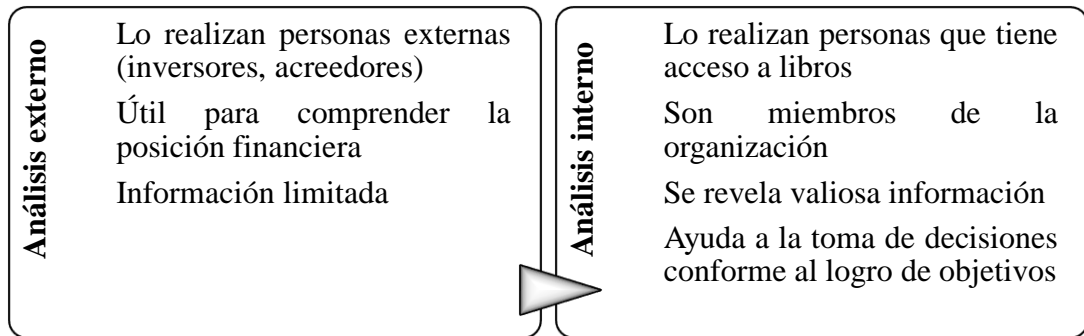 Análisis externo
Lo realizan personas externas
(inversores, acreedores)
Útil para comprender la
posición financiera
Información limitada
Análisis interno
Lo realizan personas que tiene
acceso a libros
Son miembros de la
organización
Se revela valiosa información
Ayuda a la toma de decisiones
conforme al logro de objetivos